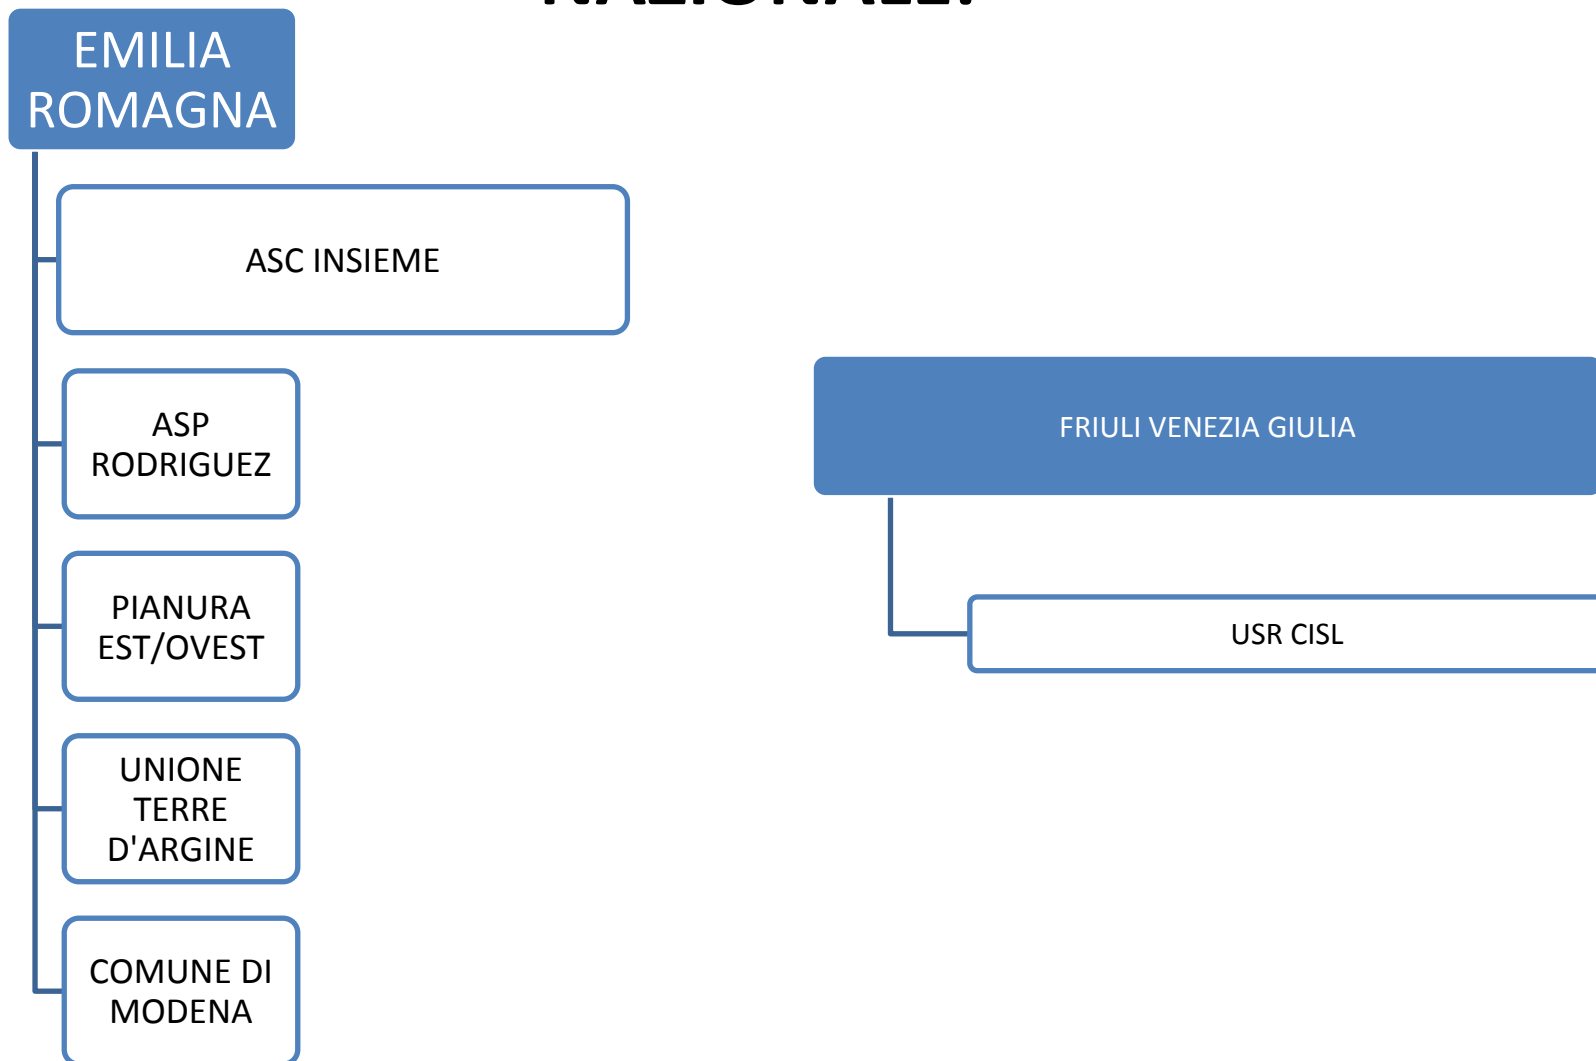 EMILIA
ROMAGNA
ASC INSIEME
ASP
RODRIGUEZ
PIANURA
EST/OVEST
UNIONE
TERRE
D'ARGINE
COMUNE DI
MODENA
FRIULI VENEZIA GIULIA
USR CISL